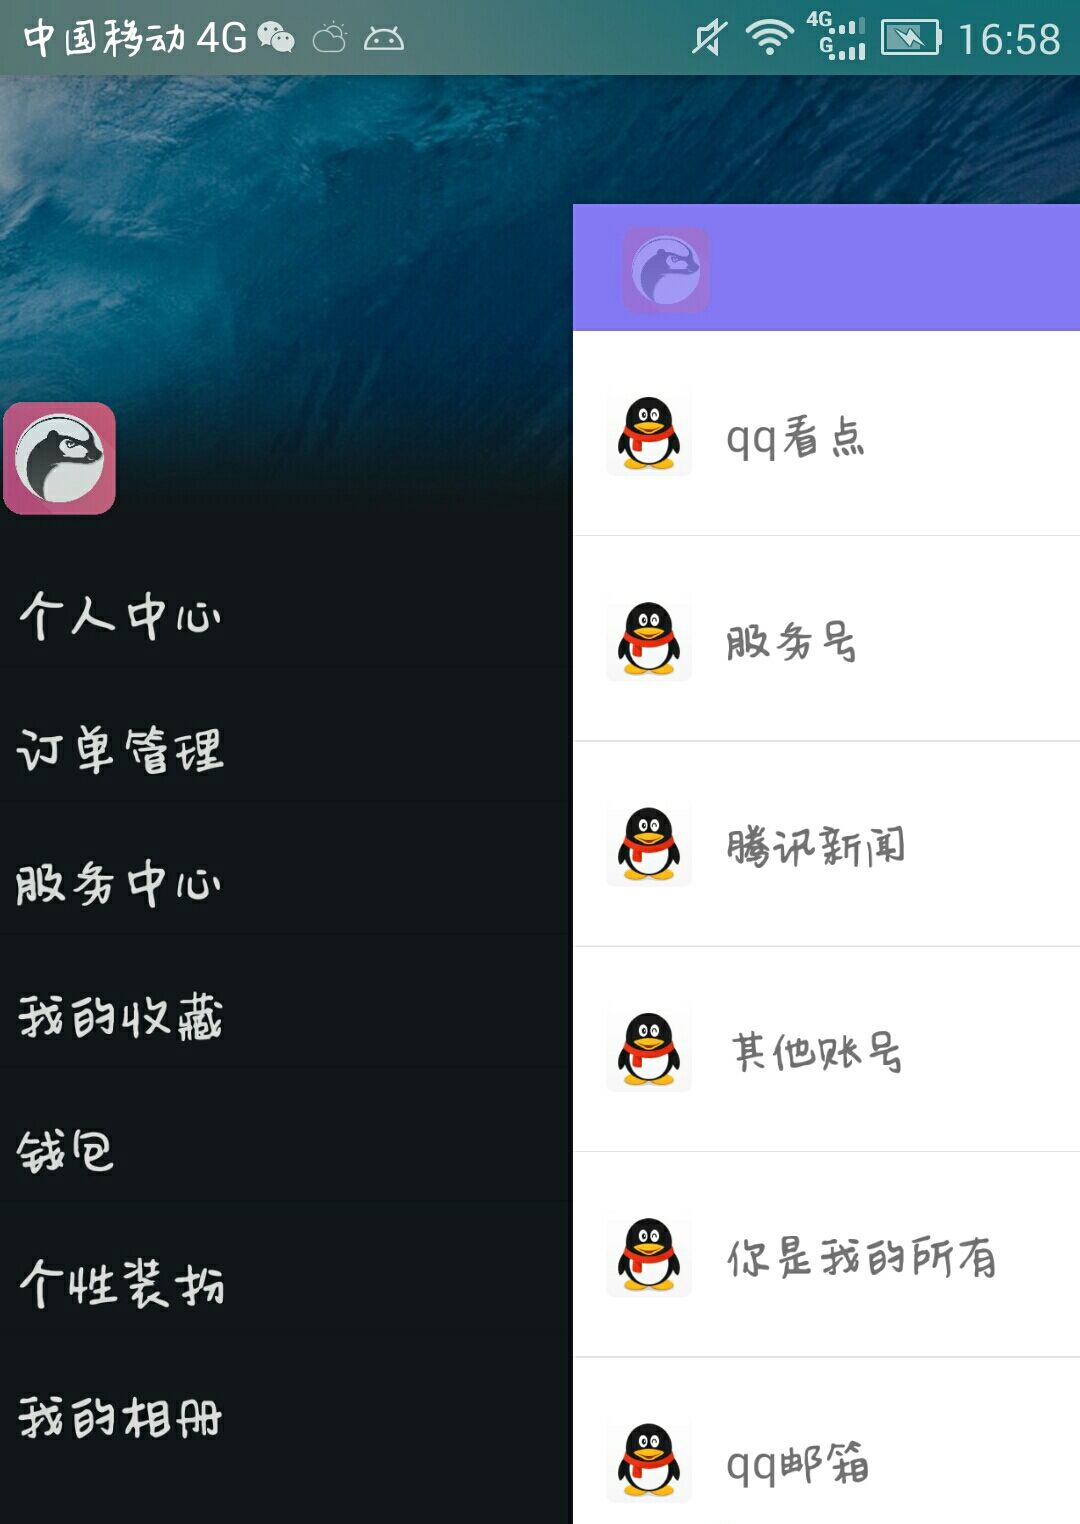 中国移动 4G
4G
G
16:58
个人中心
订单管理
服务中心
我的收藏
钱包
个性装扮
我的相册
qq看点
服务号
腾讯新闻
其他账号
你是我的所有
qq邮箱